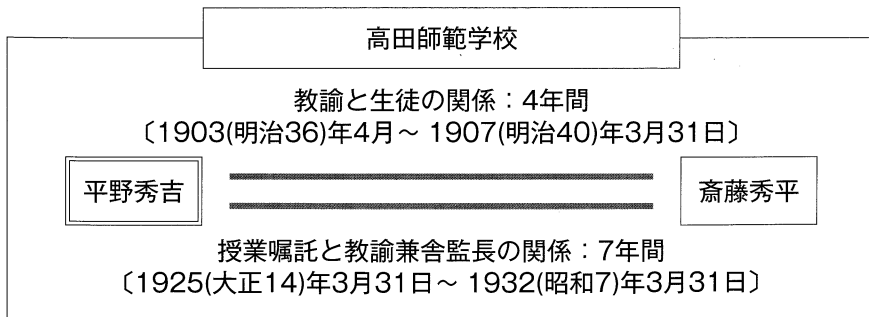 高田師範学校
教諭と生徒の関係：4年間
〔1903(明治36)年4月～1907(明治40)年3月31日〕
平野秀吉
斎藤秀平
授業嘱託と教諭兼舎監長の関係：7年間
〔1925(大正14)年3月31日～1932(昭和7)年3月31日〕